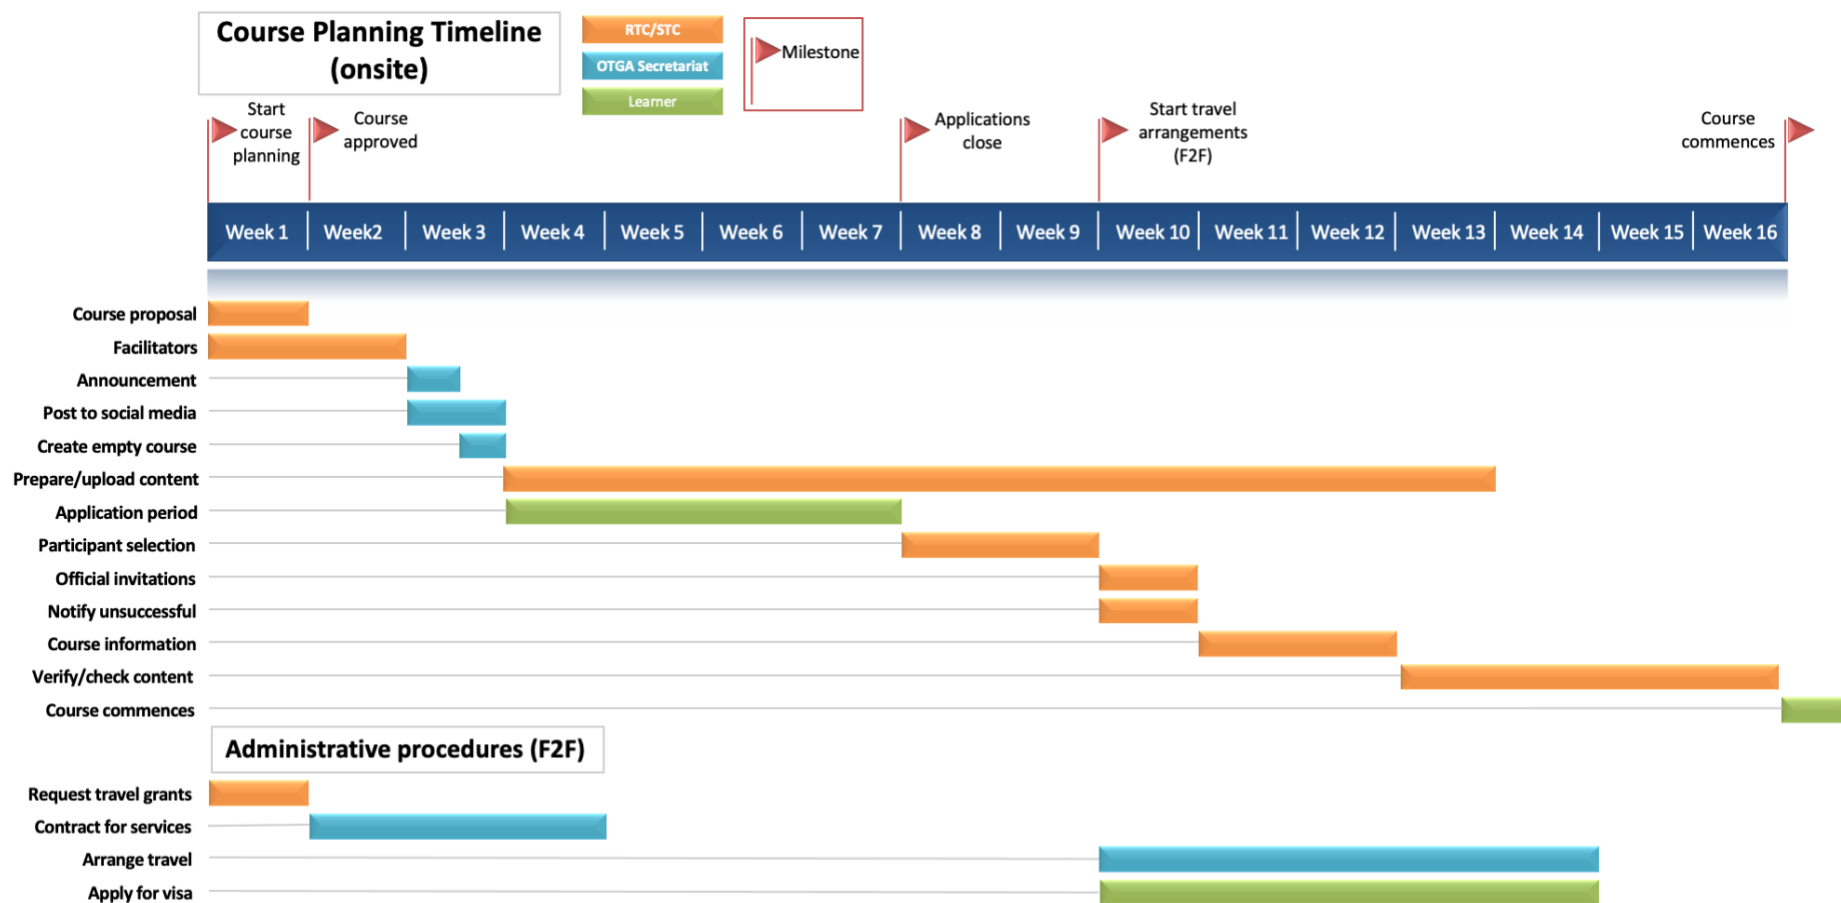 Course Planning Timeline
(onsite)
RTC/STC
OTGA Secretariat
Learner
Milestone
Start
course
planning
Course
approved
Applications
close
Start travel
arrangements
(F2F)
Course
commences
Week 1
Week2
Week 3
Week 4
Week 5
Week 6
Week 7
Week 8
Week 9
Week 10
Week 11
Week 12
Week 13
Week 14
Week 15
Week 16
Course proposal
Facilitators
Announcement
Post to social media
Create empty course
Prepare/upload content
Application period
Participant selection
Official invitations
Notify unsuccessful
Course information
Verify/check content
Course commences
Administrative procedures (F2F)
Request travel grants
Contract for services
Arrange travel
Apply for visa